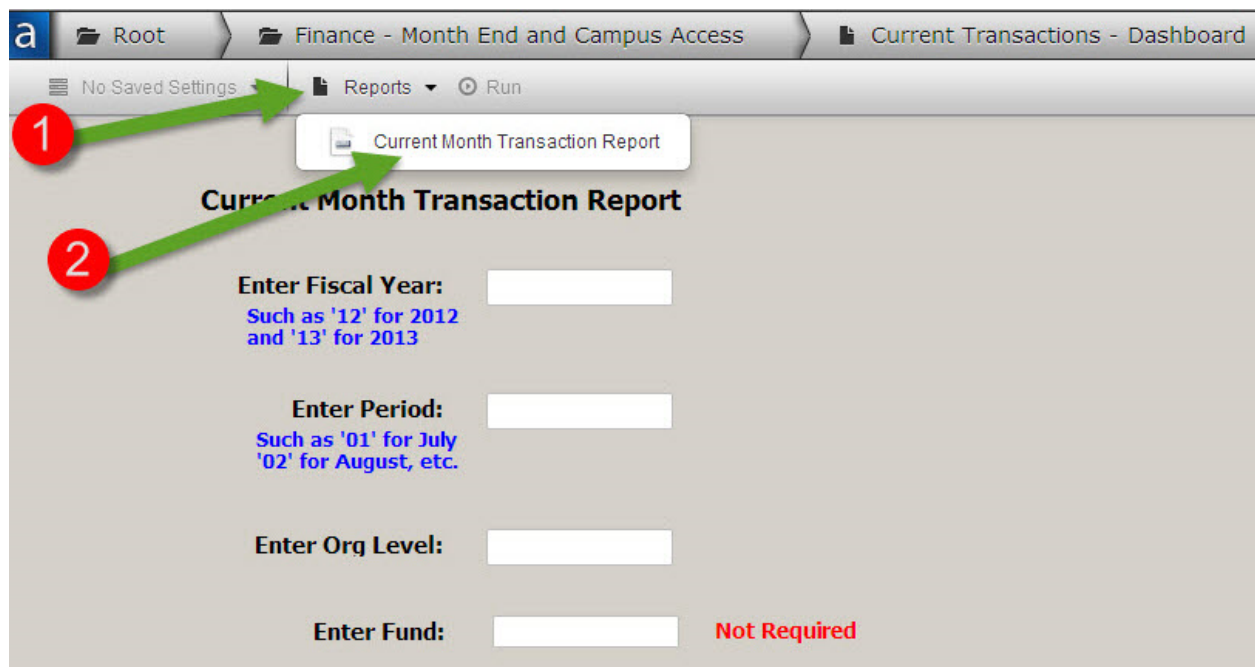 a Root Finance - Month End and Campus Access Current Transactions - Dashboard
No Saved Settings Reports Run
1
Current Month Transaction Report
Current Month Transaction Report
2
Enter Fiscal Year:
Such as '12' for 2012
and '13' for 2013
Enter Period:
Such as '01' for July
'02' for August, etc.
Enter Org Level:
Enter Fund: Not Required